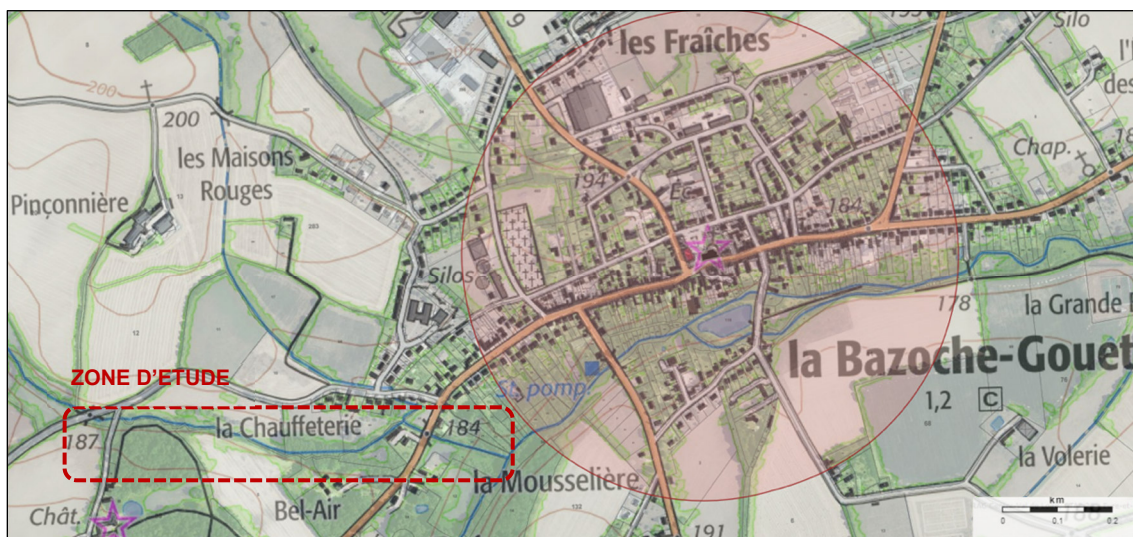 les Fraîches
Silo
200
200
les Maisons
Rouges
Chap.
Pinçonnière
194
Ec.
184
Silos
178
la Grande
la Bazoche-Gouet
ZONE D'ETUDE
St. pomp.
1,2 C
187
la Chauffeterie
184
la Mousselière
la Volerie
Chât.
Bel-Air
191
km
0 0.1 0.2